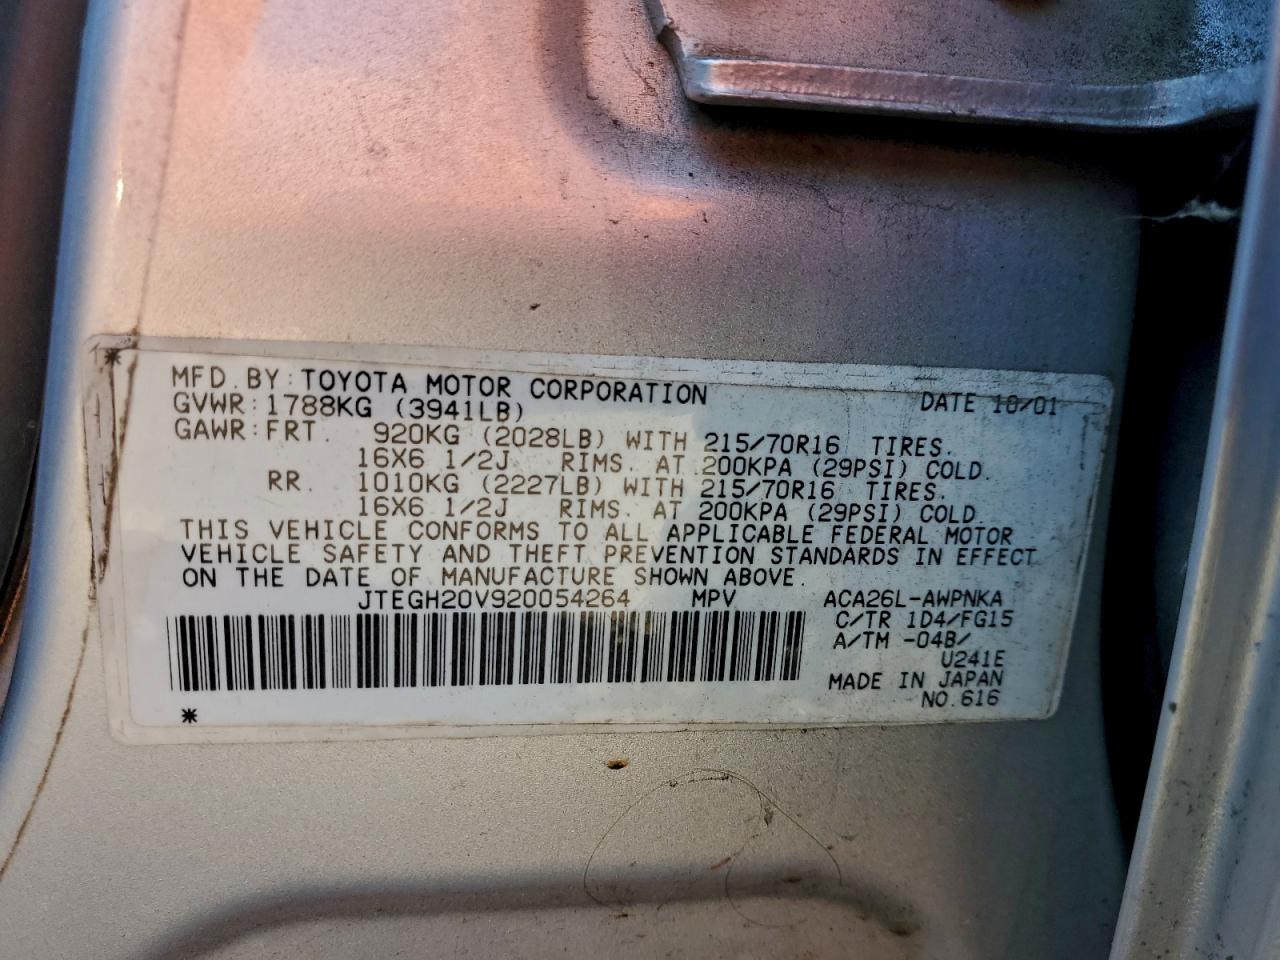 *
MFD. BY: TOYOTA MOTOR CORPORATION DATE 10/01
GVWR: 1788KG (3941LB)
GAWR: FRT. 920KG (2028LB) WITH 215/70R16 TIRES.
16X6 1/2J RIMS. AT 200KPA (29PSI) COLD.
RR. 1010KG (2227LB) WITH 215/70R16 TIRES.
16X6 1/2J RIMS. AT 200KPA (29PSI) COLD
THIS VEHICLE CONFORMS TO ALL APPLICABLE FEDERAL MOTOR
VEHICLE SAFETY AND THEFT PREVENTION STANDARDS IN EFFECT
ON THE DATE OF MANUFACTURE SHOWN ABOVE.
JTEGH20V920054264 MPV ACA26L-AWPNKA
C/TR 1D4/FG15
A/TM -04B/
U241E
MADE IN JAPAN
NO.616
*